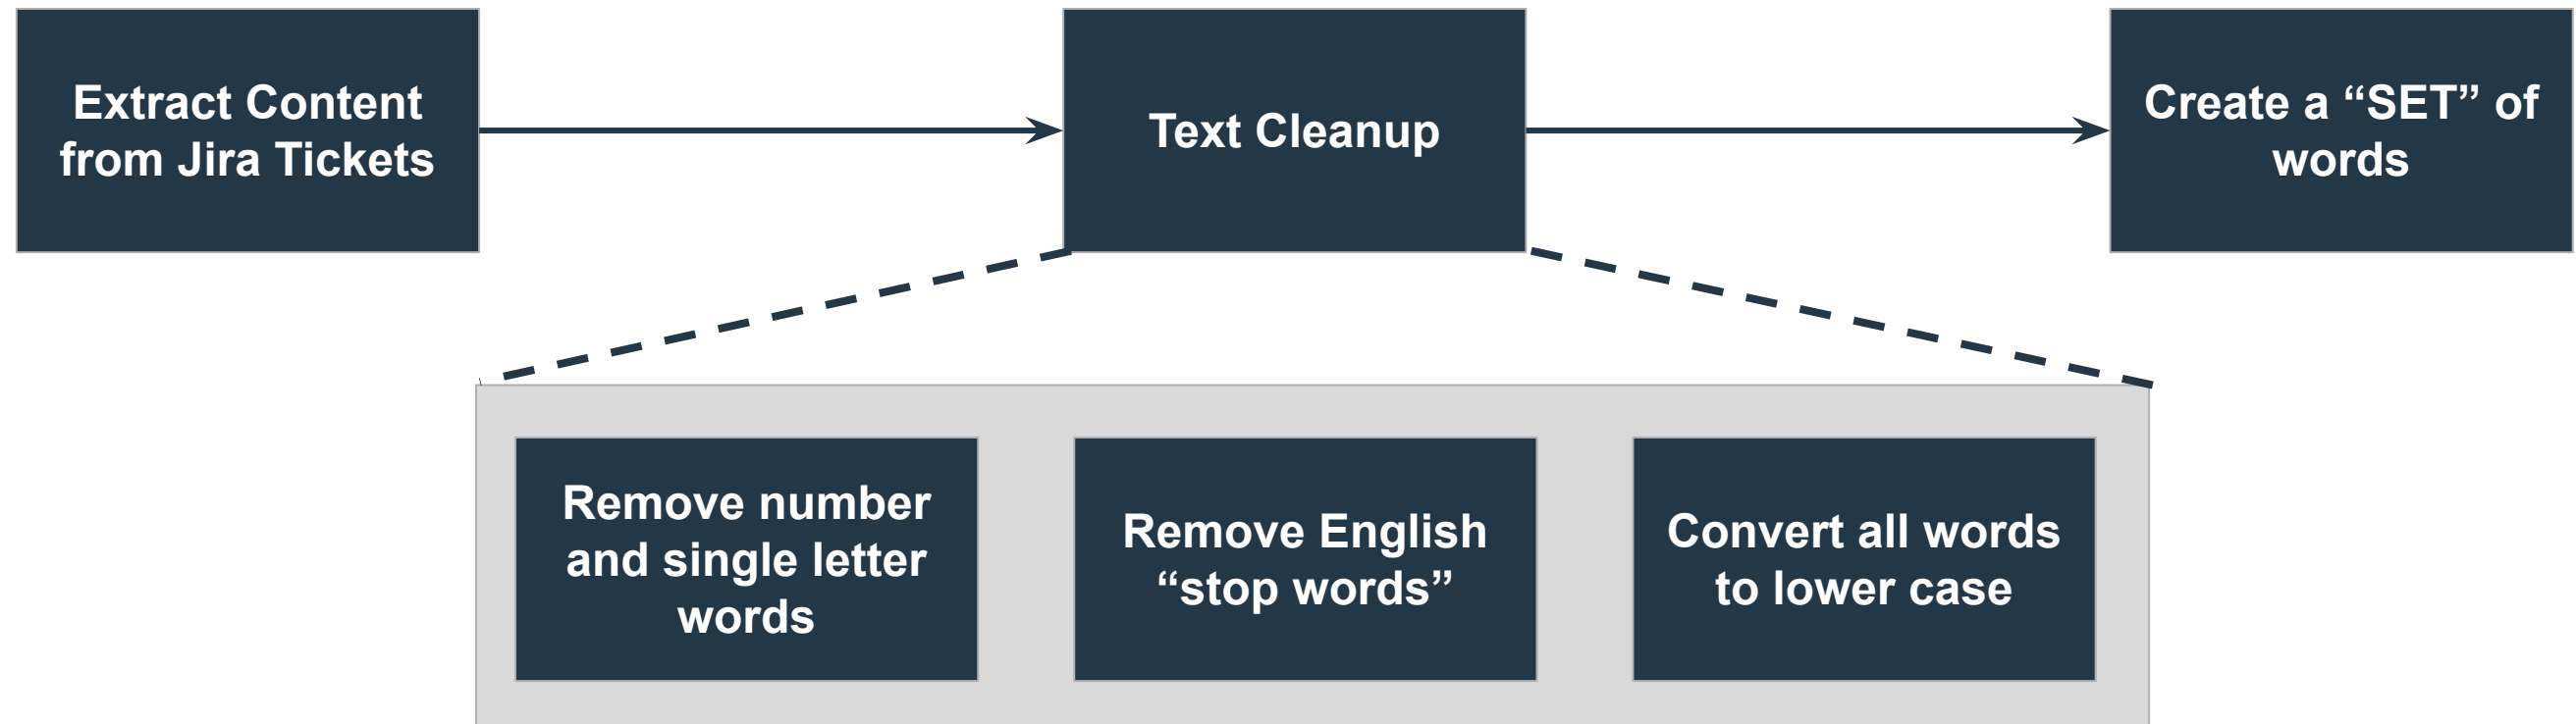 Extract Content
from Jira Tickets
Text Cleanup
Create a “SET” of
words
Remove number
and single letter
words
Remove English
“stop words”
Convert all words
to lower case